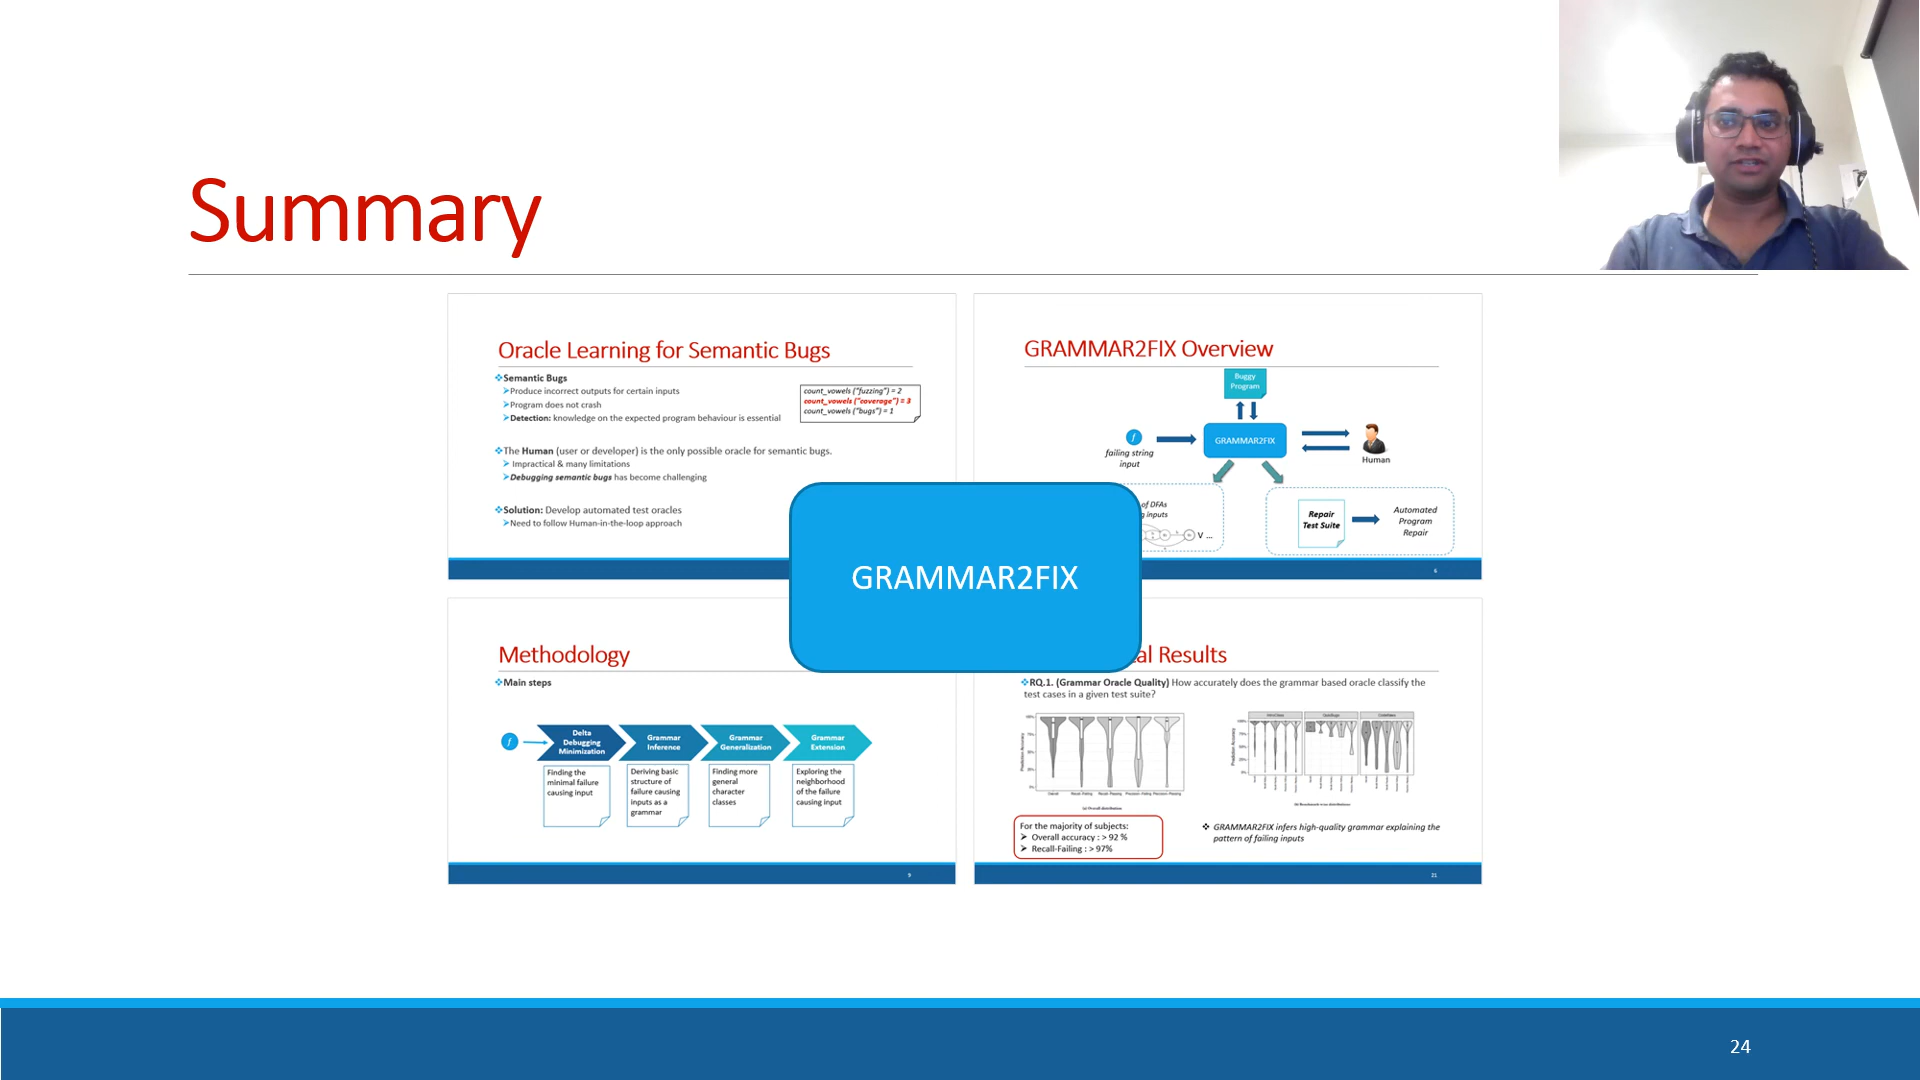 Summary
Oracle Learning for Semantic Bugs
Semantic Bugs
Produce incorrect outputs for certain inputs
Program does not crash
Detection: knowledge on the expected program behaviour is essential
count_vowels ("fuzzing") = 2
count_vowels ("coverage") = 3
count_vowels ("bugs") = 1
The Human (user or developer) is the only possible oracle for semantic bugs.
Impractical & many limitations
Debugging semantic bugs has become challenging
Solution: Develop automated test oracles
Need to follow Human-in-the-loop approach
GRAMMAR2FIX Overview
Buggy
Program
f
failing string
input
GRAMMAR2FIX
Human
of DFAs
inputs
V ...
Repair
Test Suite
Automated
Program
Repair
6
GRAMMAR2FIX
Methodology
Main steps
f
Delta
Debugging
Minimization
Grammar
Inference
Grammar
Generalization
Grammar
Extension
Finding the
minimal failure
causing input
Deriving basic
structure of
failure causing
inputs as a
grammar
Finding more
general
character
classes
Exploring the
neighborhood
of the failure
causing input
9
al Results
RQ.1. (Grammar Oracle Quality) How accurately does the grammar based oracle classify the
test cases in a given test suite?
For the majority of subjects:
Overall accuracy : > 92 %
Recall-Failing : > 97%
GRAMMAR2FIX infers high-quality grammar explaining the
pattern of failing inputs
21
24